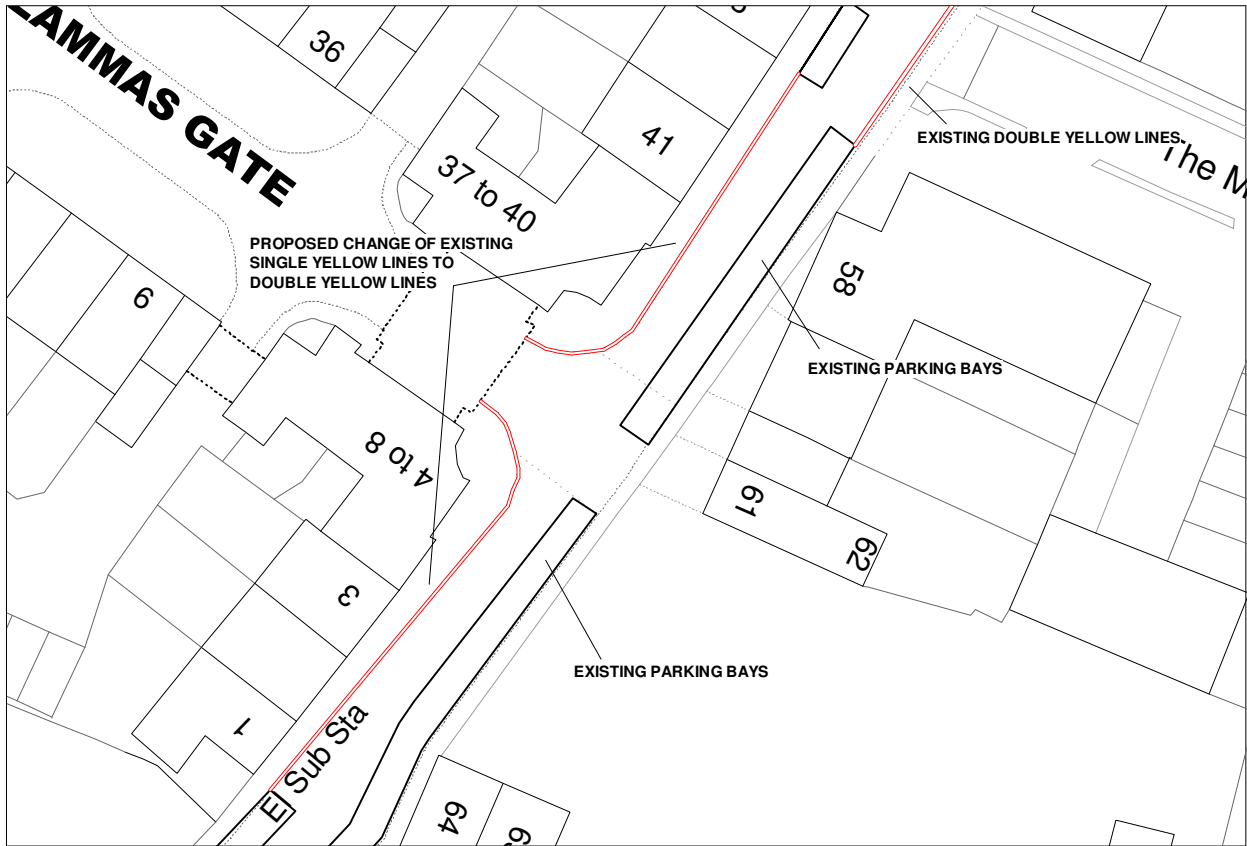 LAMMAS GATE
36
41
37 to 40
EXISTING DOUBLE YELLOW LINES
The M
PROPOSED CHANGE OF EXISTING
SINGLE YELLOW LINES TO
DOUBLE YELLOW LINES
9
58
EXISTING PARKING BAYS
4 to 8
61
62
3
EXISTING PARKING BAYS
1
El Sub Sta
64